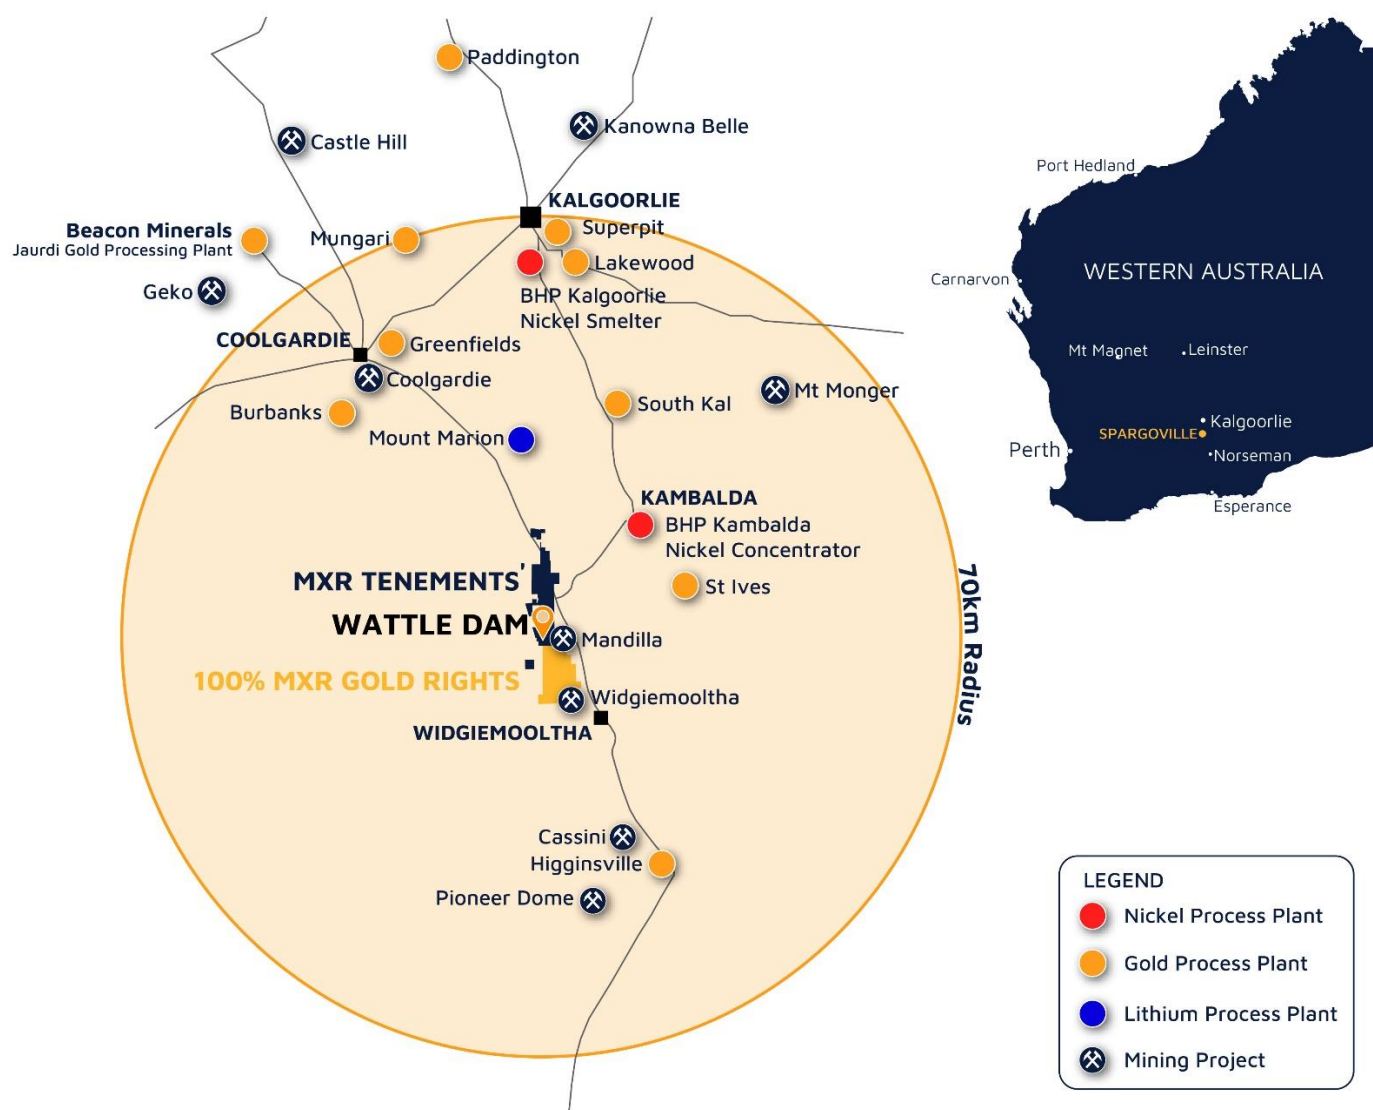 Paddington
Kanowna Belle
Castle Hill
KALGOORLIE
Superpit
Beacon Minerals
Jaurdi Gold Processing Plant
Mungari
Lakewood
Geko
BHP Kalgoorlie
Nickel Smelter
COOLGARDIE
Greenfields
Coolgardie
Mt Monger
Burbanks
South Kal
Mount Marion
KAMBALDA
BHP Kambalda
Nickel Concentrator
MXR TENEMENTS'
St Ives
WATTLE DAM
Mandilla
100% MXR GOLD RIGHTS
Widgiemooltha
WIDGIEMOOLTHA
70km Radius
Cassini
Higginsville
Pioneer Dome
Port Hedland
Carnarvon
WESTERN AUSTRALIA
Mt Magnet
Leinster
Kalgoorlie
SPARGOVILLE
Perth
Norseman
Esperance
LEGEND
Nickel Process Plant
Gold Process Plant
Lithium Process Plant
Mining Project